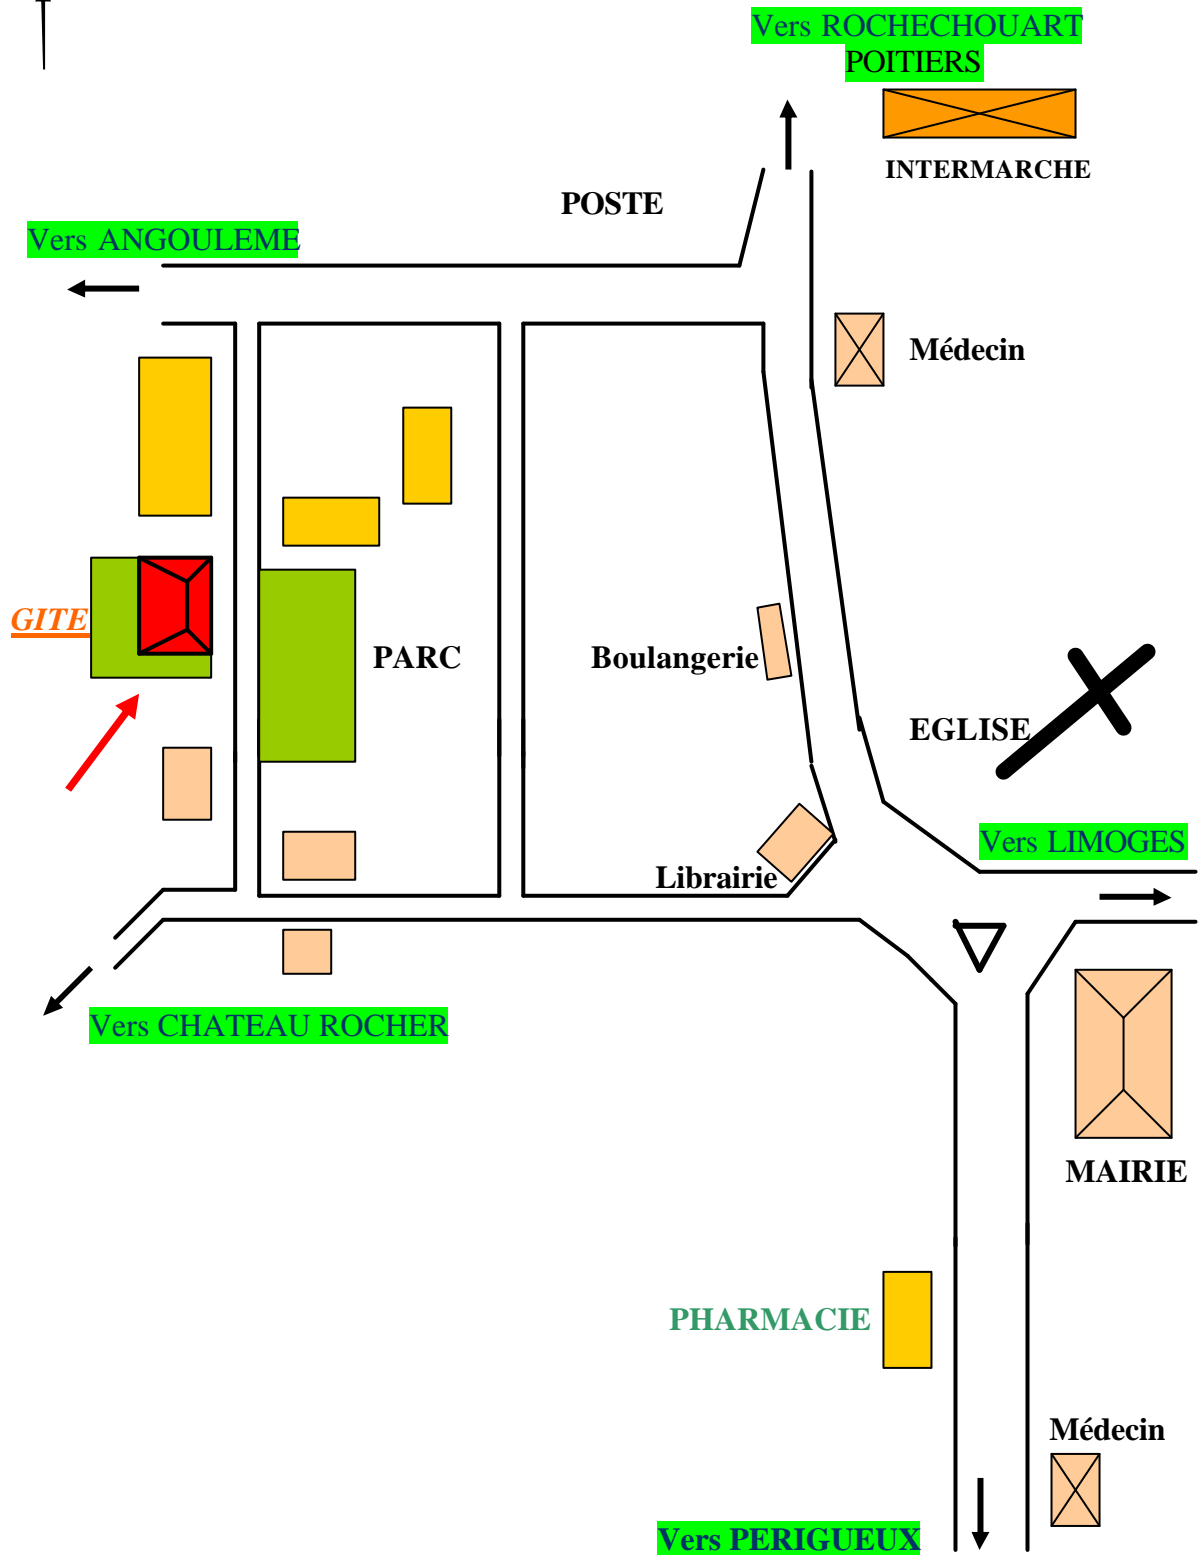 Vers ROCHECHOUART
POITIERS
INTERMARCHE
POSTE
Vers ANGOULEME
Médecin
GITE
PARC
Boulangerie
EGLISE
Vers LIMOGES
Librairie
Vers CHATEAU ROCHER
MAIRIE
PHARMACIE
Médecin
Vers PERIGUEUX